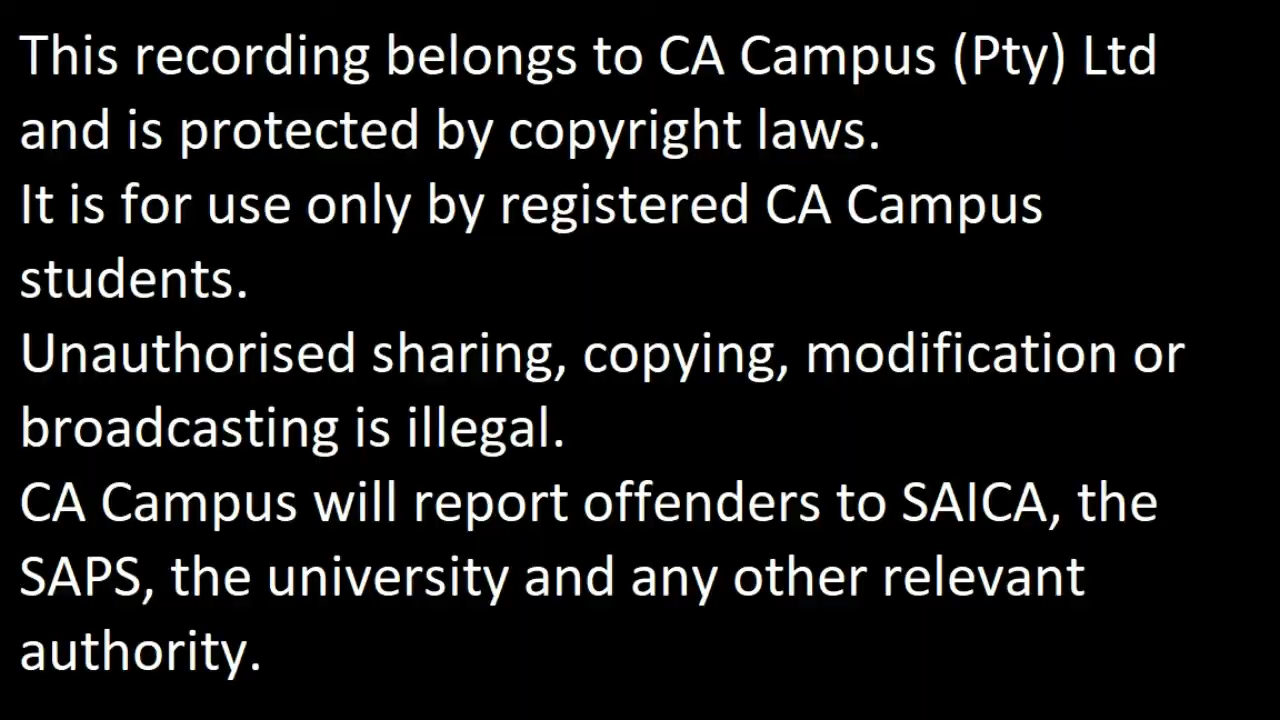 This recording belongs to CA Campus (Pty) Ltd
and is protected by copyright laws.
It is for use only by registered CA Campus
students.
Unauthorised sharing, copying, modification or
broadcasting is illegal.
CA Campus will report offenders to SAICA, the
SAPS, the university and any other relevant
authority.